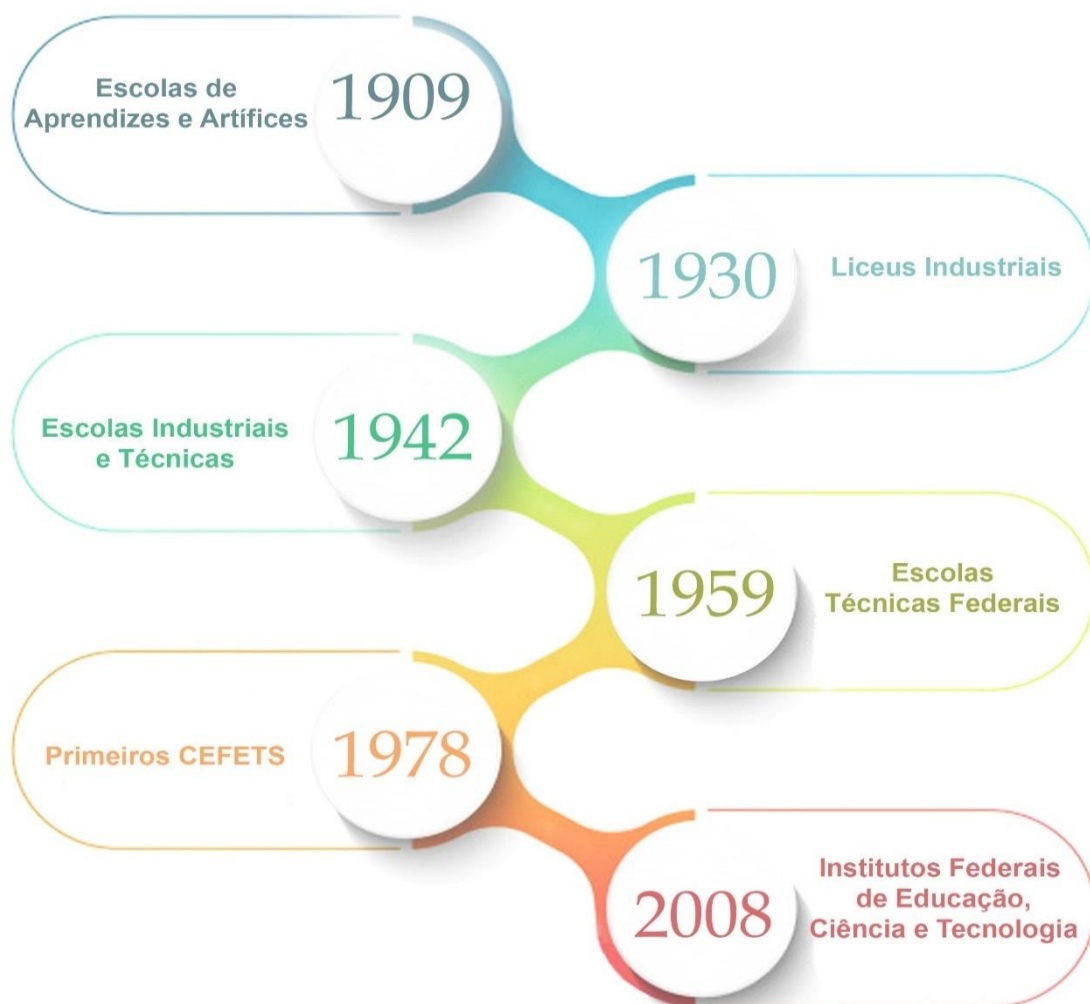 Escolas de
Aprendizes e Artífices
1909
1930
Liceus Industriais
Escolas Industriais
e Técnicas
1942
1959
Escolas
Técnicas Federais
Primeiros CEFETS
1978
2008
Institutos Federais
de Educação,
Ciência e Tecnologia